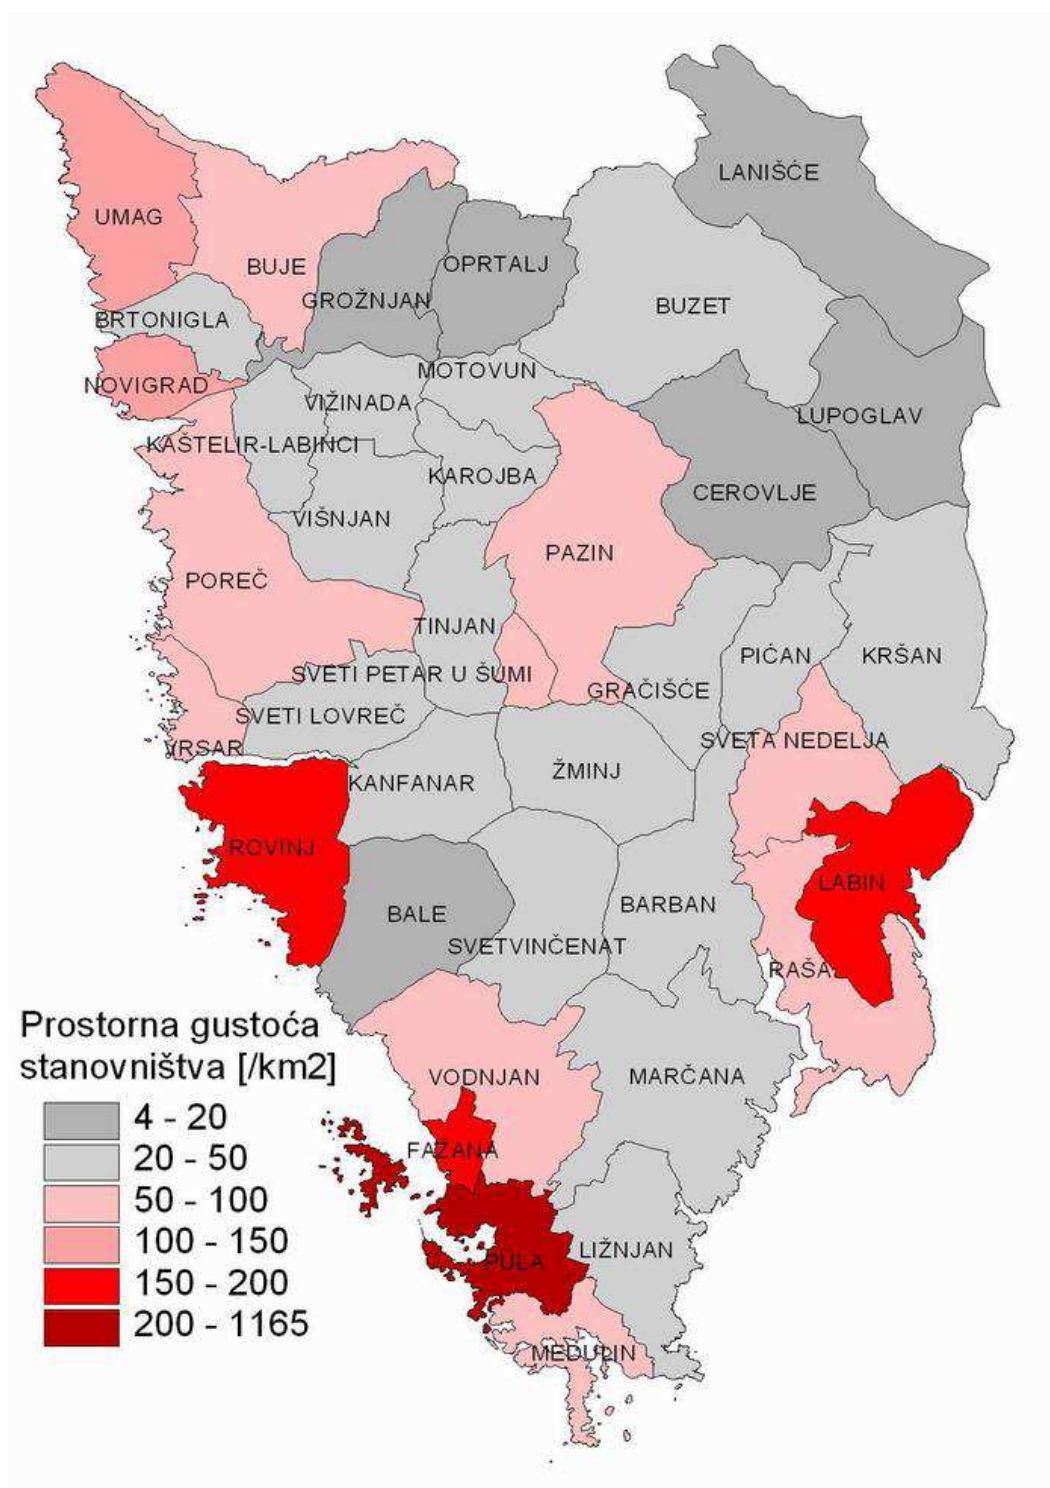 LANIŠĆE
UMAG
BUJE
OPRTALJ
GROŽNJAN
BUZET
BRTONIGLA
MOTOVUN
NOVIGRAD
VIŽINADA
LUPOGLAV
KAŠTELIR-LABINCI
KAROJBA
CEROVLJE
VIŠNJAN
PAZIN
POREČ
TINJAN
PIĆAN
KRŠAN
SVETI PETAR U ŠUMI
GRAČIŠĆE
SVETI LOVREČ
VRSAR
SVETA NEDELJA
KANFANAR
ŽMINJ
ROVINJ
LABIN
BALE
BARBAN
SVETVINČENAT
RAŠA
Prostorna gustoća
stanovništva [/km2]
4 - 20
20 - 50
50 - 100
100 - 150
150 - 200
200 - 1165
VODNJAN
MARČANA
FAŽANA
LIŽNJAN
PULA
MEDULIN